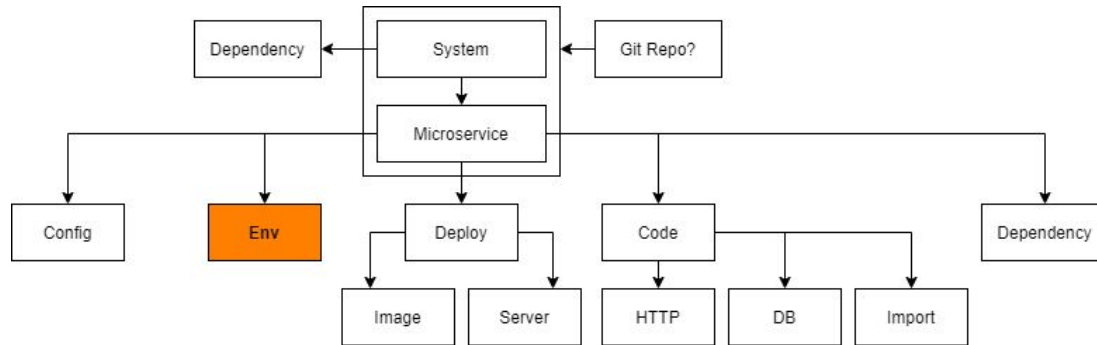 Dependency
System
Git Repo?
Microservice
Config
Env
Deploy
Code
Dependency
Image
Server
HTTP
DB
Import